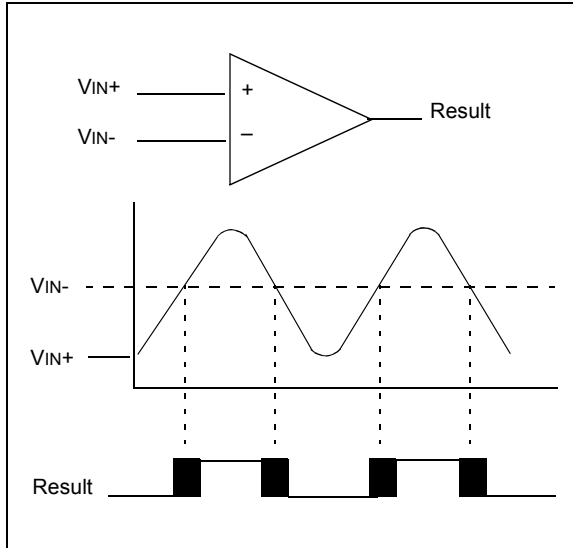 VIN+
+
Result
VIN-
–
VIN-
VIN+
Result